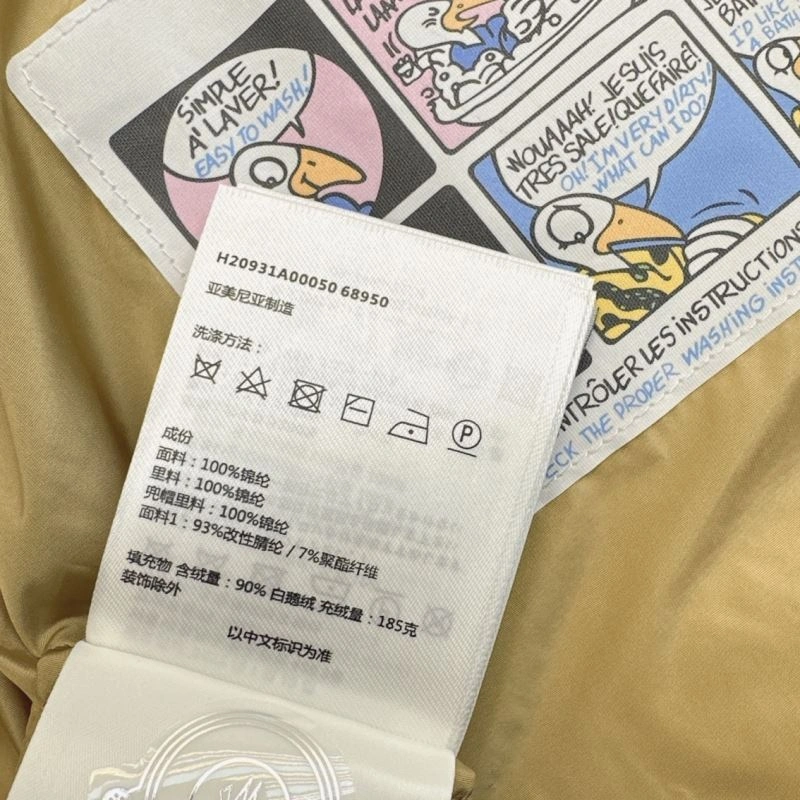 LAAA
BATH
I'D LIKE
A BATH
SIMPLE
A' LAVER!
EASY TO WASH!
WOUAAAH! JE SUIS
TRES SALE! QUE FAIRE?
OH! I'M VERY DIRTY!
WHAT CAN I DO?
NTRÔLER LES INSTRUCTIONS
ECK THE PROPER WASHING INST
H20931A00050 68950
亚美尼亚制造
洗涤方法：
P
成份
面料：100%锦纶
里料：100%锦纶
兜帽里料：100%锦纶
面料1：93%改性腈纶 / 7%聚酯纤维
填充物 含绒量：90% 白鹅绒 充绒量：185克
装饰除外
以中文标识为准